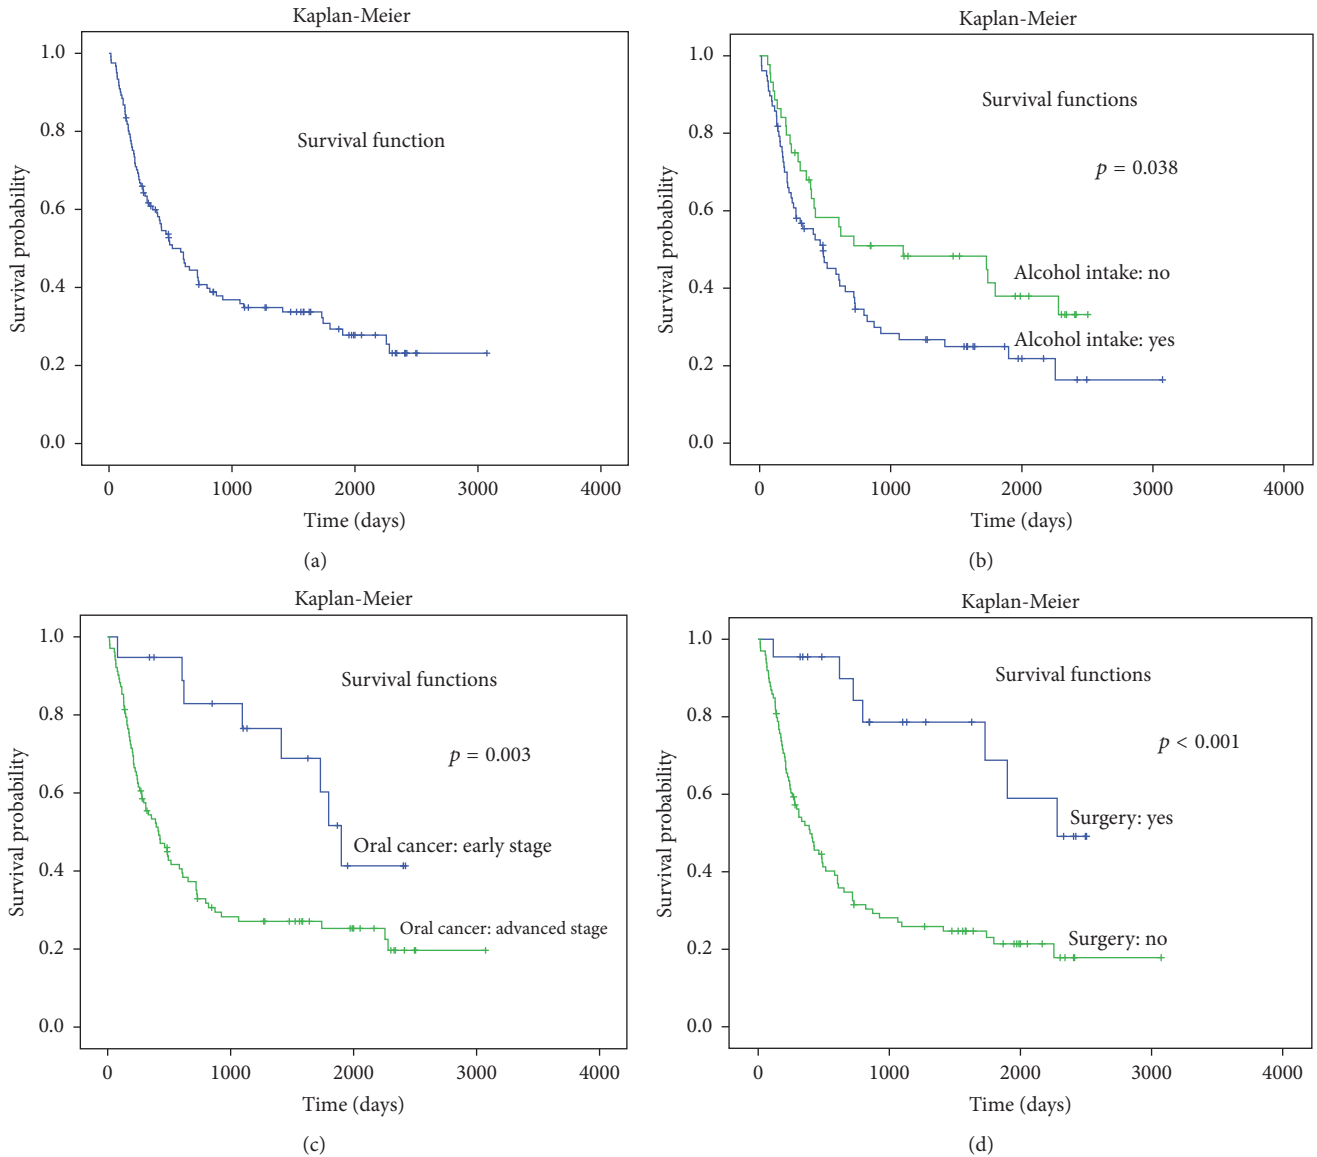 Kaplan-Meier
1.0
0.8
0.6
0.4
0.2
0.0
Survival probability
Survival function
0 1000 2000 3000 4000
Time (days)
(a)
Kaplan-Meier
1.0
0.8
0.6
0.4
0.2
0.0
Survival probability
Survival functions
p = 0.038
Alcohol intake: no
Alcohol intake: yes
0 1000 2000 3000 4000
Time (days)
(b)
Kaplan-Meier
1.0
0.8
0.6
0.4
0.2
0.0
Survival probability
Survival functions
p = 0.003
Oral cancer: early stage
Oral cancer: advanced stage
0 1000 2000 3000 4000
Time (days)
(c)
Kaplan-Meier
1.0
0.8
0.6
0.4
0.2
0.0
Survival probability
Survival functions
p < 0.001
Surgery: yes
Surgery: no
0 1000 2000 3000 4000
Time (days)
(d)